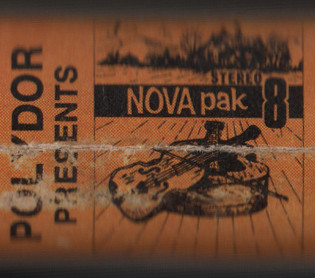 POLYDOR
PRESENTS
STEREO
8
NOVA pak